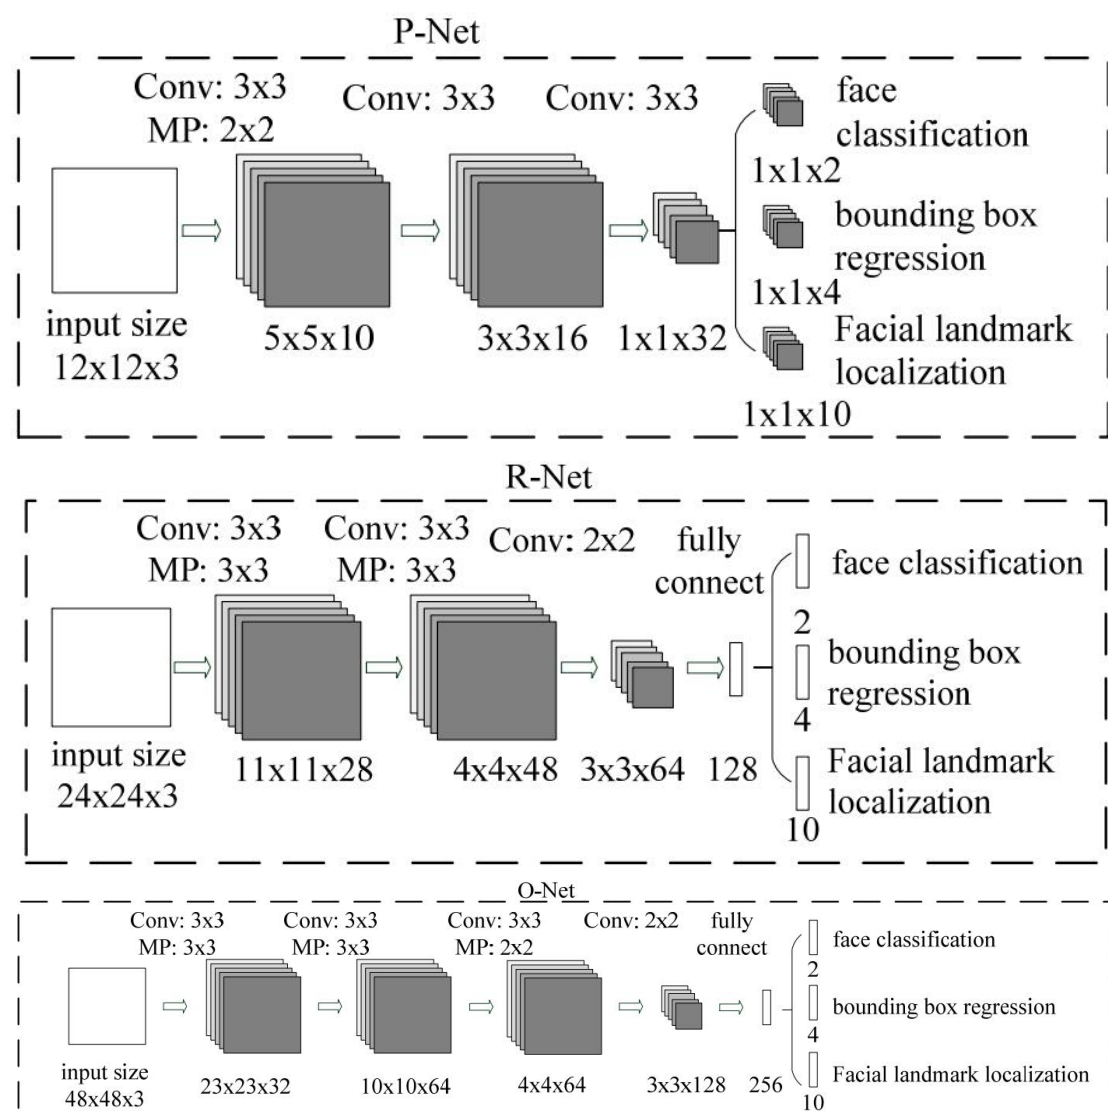 P-Net
Conv: 3x3
MP: 2x2
Conv: 3x3
Conv: 3x3
input size
12x12x3
5x5x10
3x3x16
1x1x32
face
classification
1x1x2
bounding box
regression
1x1x4
Facial landmark
localization
1x1x10
R-Net
Conv: 3x3
MP: 3x3
Conv: 3x3
MP: 3x3
Conv: 2x2
fully
connect
input size
24x24x3
11x11x28
4x4x48
3x3x64
128
face classification
2
bounding box
regression
4
Facial landmark
localization
10
O-Net
Conv: 3x3
MP: 3x3
Conv: 3x3
MP: 3x3
Conv: 3x3
MP: 2x2
Conv: 2x2
fully
connect
input size
48x48x3
23x23x32
10x10x64
4x4x64
3x3x128
256
face classification
2
bounding box regression
4
Facial landmark localization
10